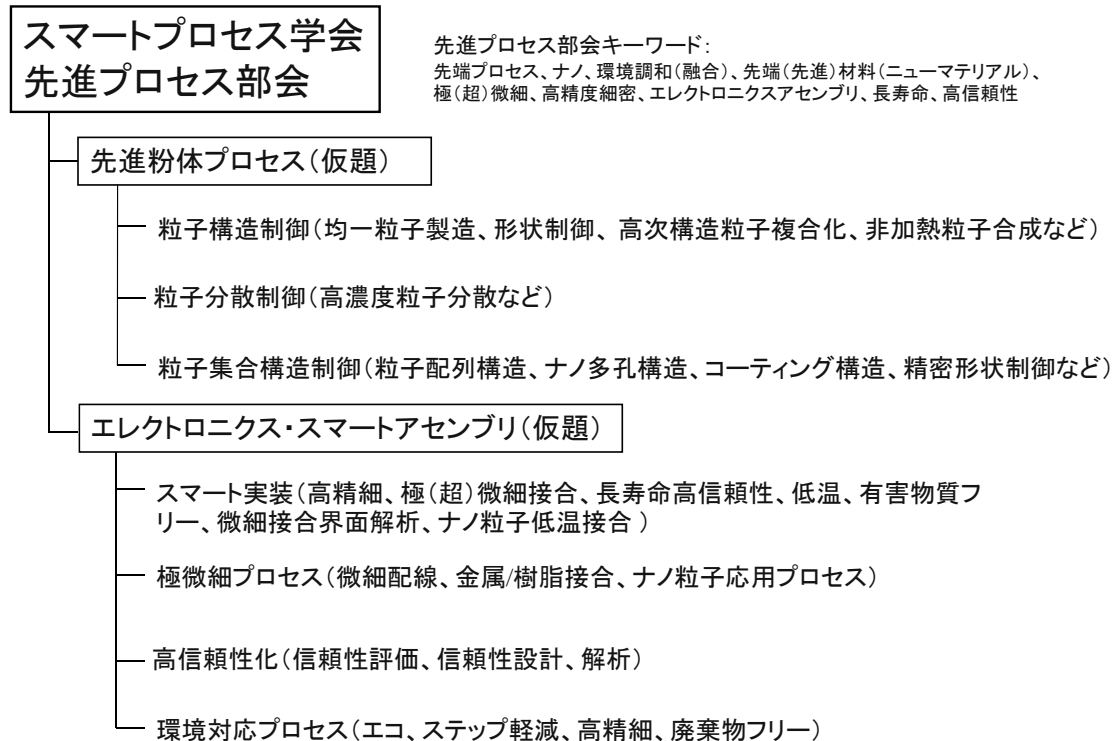 スマートプロセス学会
先進プロセス部会
先進プロセス部会キーワード:
先端プロセス、ナノ、環境調和(融合)、先端(先進)材料(ニューマテリアル)、
極(超)微細、高精度細密、エレクトロニクスアセンブリ、長寿命、高信頼性
先進粉体プロセス(仮題)
粒子構造制御(均一粒子製造、形状制御、 高次構造粒子複合化、非加熱粒子合成など)
粒子分散制御(高濃度粒子分散など)
粒子集合構造制御(粒子配列構造、ナノ多孔構造、コーティング構造、精密形状制御など)
エレクトロニクス・スマートアセンブリ(仮題)
スマート実装(高精細、極(超)微細接合、長寿命高信頼性、低温、有害物質フ
リー、微細接合界面解析、ナノ粒子低温接合 )
極微細プロセス(微細配線、金属/樹脂接合、ナノ粒子応用プロセス)
高信頼性化(信頼性評価、信頼性設計、解析)
環境対応プロセス(エコ、ステップ軽減、高精細、廃棄物フリー)